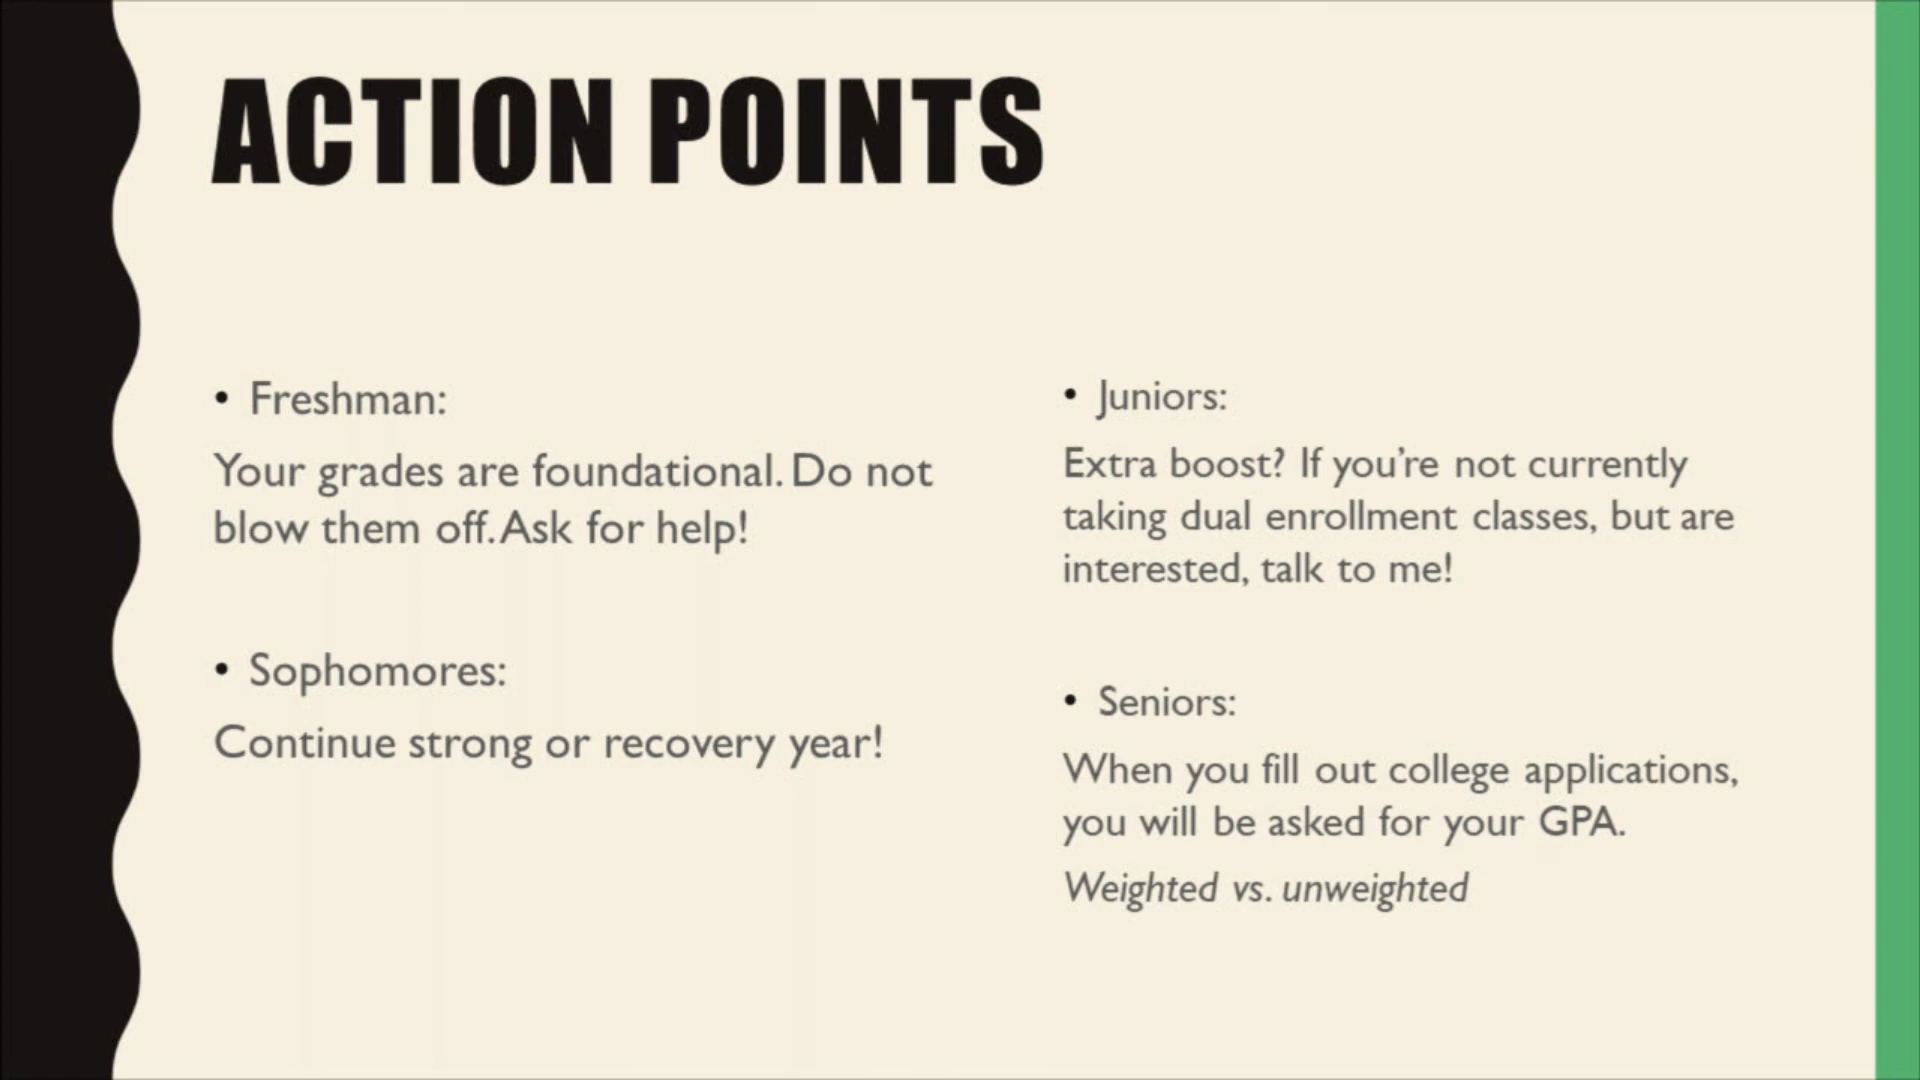 ACTION POINTS
• Freshman:
Your grades are foundational. Do not
blow them off. Ask for help!
• Sophomores:
Continue strong or recovery year!
• Juniors:
Extra boost? If you’re not currently
taking dual enrollment classes, but are
interested, talk to me!
• Seniors:
When you fill out college applications,
you will be asked for your GPA.
Weighted vs. unweighted